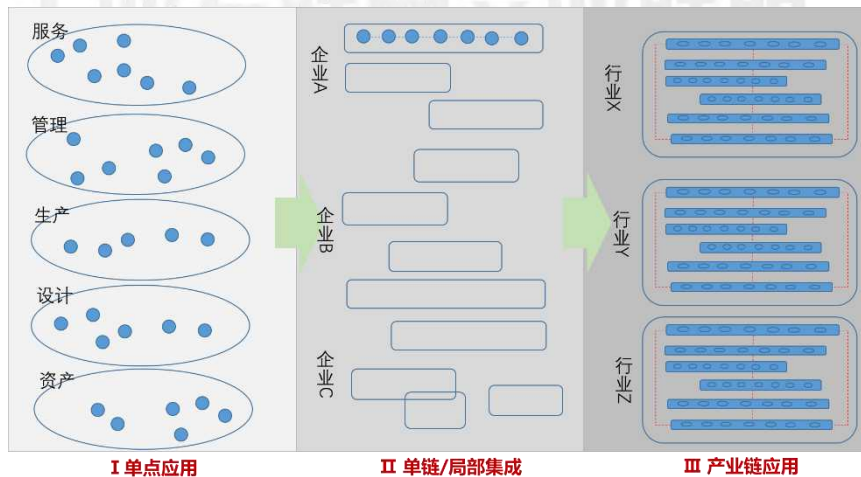 服务
管理
生产
设计
资产
企业A
企业B
企业C
行业X
行业Y
行业Z
Ⅰ 单点应用
Ⅱ 单链/局部集成
Ⅲ 产业链应用